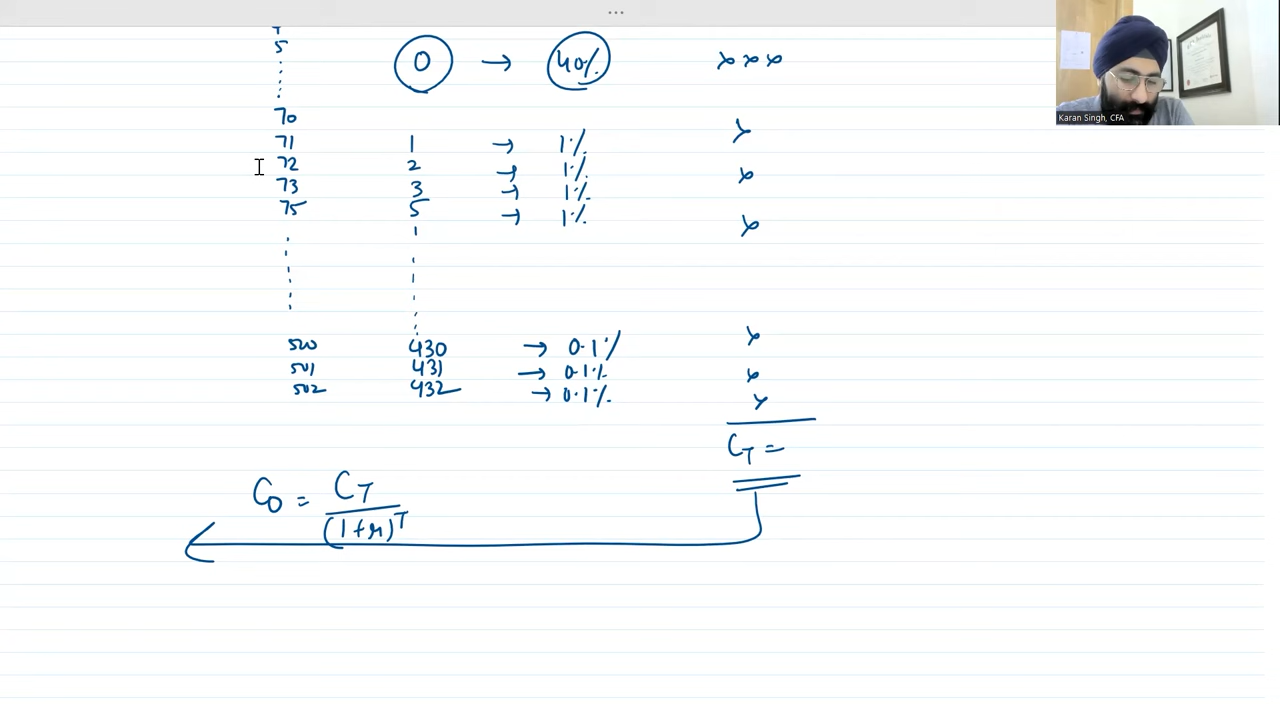 5 0 → 40% x x x
70
71 1 → 1% x
72 2 → 1% x
73 3 → 1%
75 5 → 1% x
500 430 → 0.1% x
501 431 → 0.1% x
502 432 → 0.1% x
C_T =
C_0 = C_T / (1+r)^T
Karan Singh, CFA